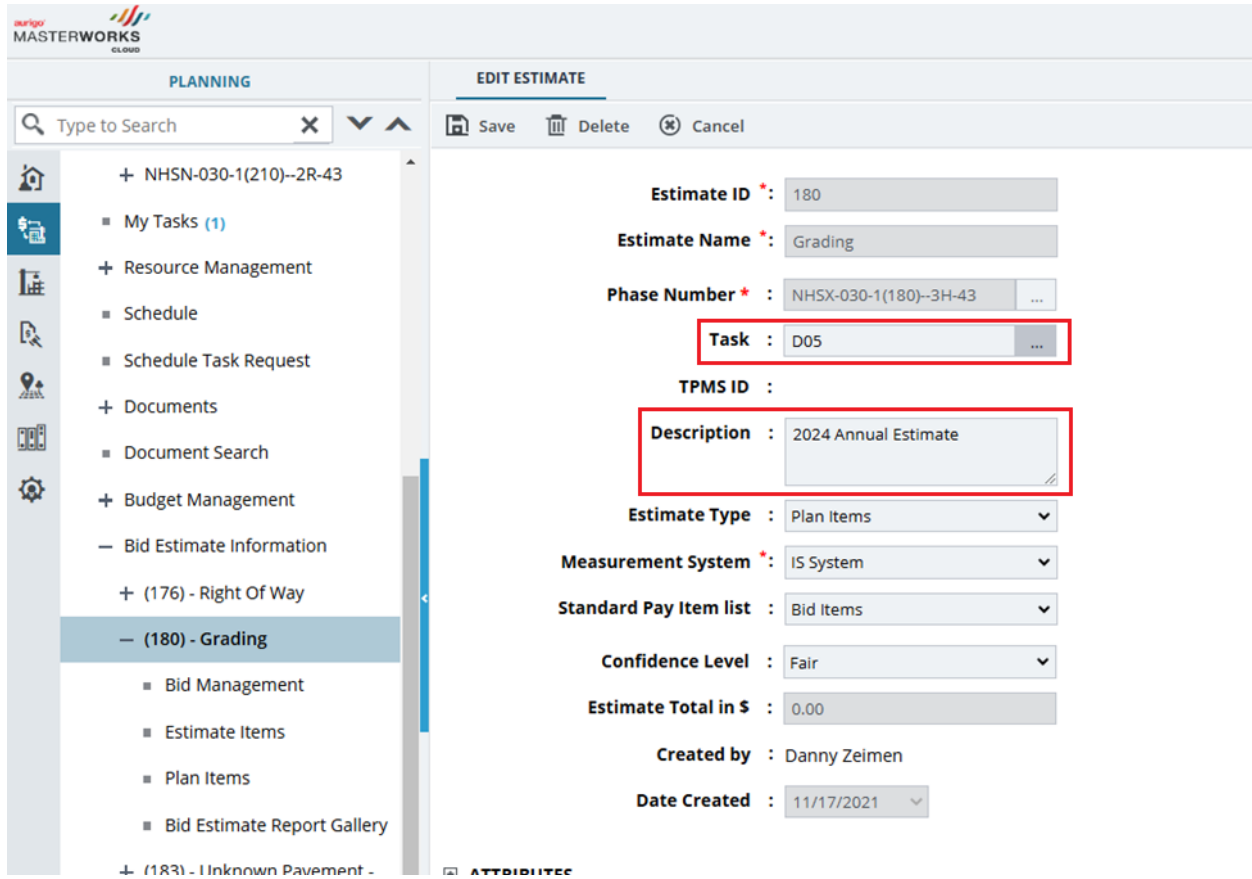 aurigo
MASTERWORKS
CLOUD
PLANNING
Type to Search
+ NHSN-030-1(210)--2R-43
My Tasks (1)
+ Resource Management
Schedule
Schedule Task Request
+ Documents
Document Search
+ Budget Management
− Bid Estimate Information
+ (176) - Right Of Way
− (180) - Grading
Bid Management
Estimate Items
Plan Items
Bid Estimate Report Gallery
+ (183) - Unknown Pavement -
EDIT ESTIMATE
Save Delete Cancel
Estimate ID *: 180
Estimate Name *: Grading
Phase Number * : NHSX-030-1(180)--3H-43 ...
Task : D05 ...
TPMS ID :
Description : 2024 Annual Estimate
Estimate Type : Plan Items
Measurement System *: IS System
Standard Pay Item list : Bid Items
Confidence Level : Fair
Estimate Total in $ : 0.00
Created by : Danny Zeimen
Date Created : 11/17/2021
ATTRIBUTES